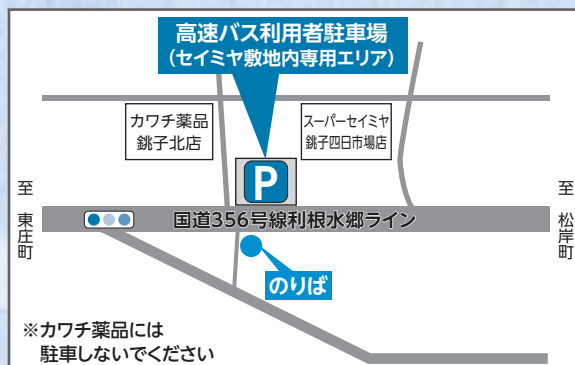 高速バス利用者駐車場
(セイミヤ敷地内専用エリア)
カワチ薬品
銚子北店
スーパーセイミヤ
銚子四日市場店
P
至 東庄町
国道356号線利根水郷ライン
至 松岸町
のりば
※カワチ薬品には
駐車しないでください